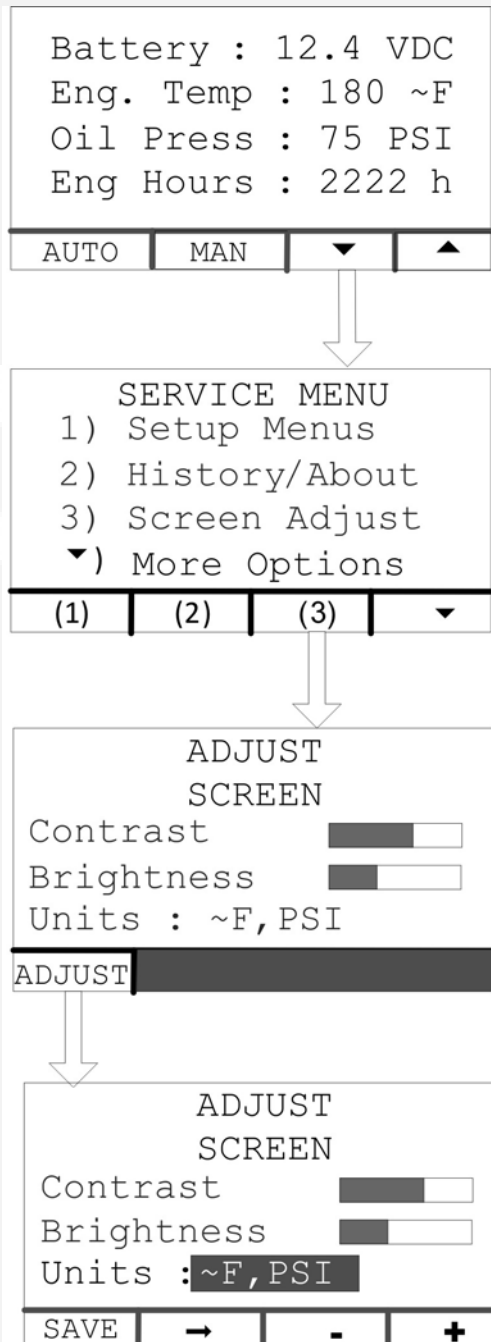 Battery : 12.4 VDC
Eng. Temp : 180 ~F
Oil Press : 75 PSI
Eng Hours : 2222 h
AUTO MAN ▼ ▲
SERVICE MENU
1) Setup Menus
2) History/About
3) Screen Adjust
▼) More Options
(1) (2) (3) ▼
ADJUST
SCREEN
Contrast
Brightness
Units : ~F,PSI
ADJUST
ADJUST
SCREEN
Contrast
Brightness
Units : ~F,PSI
SAVE → - +